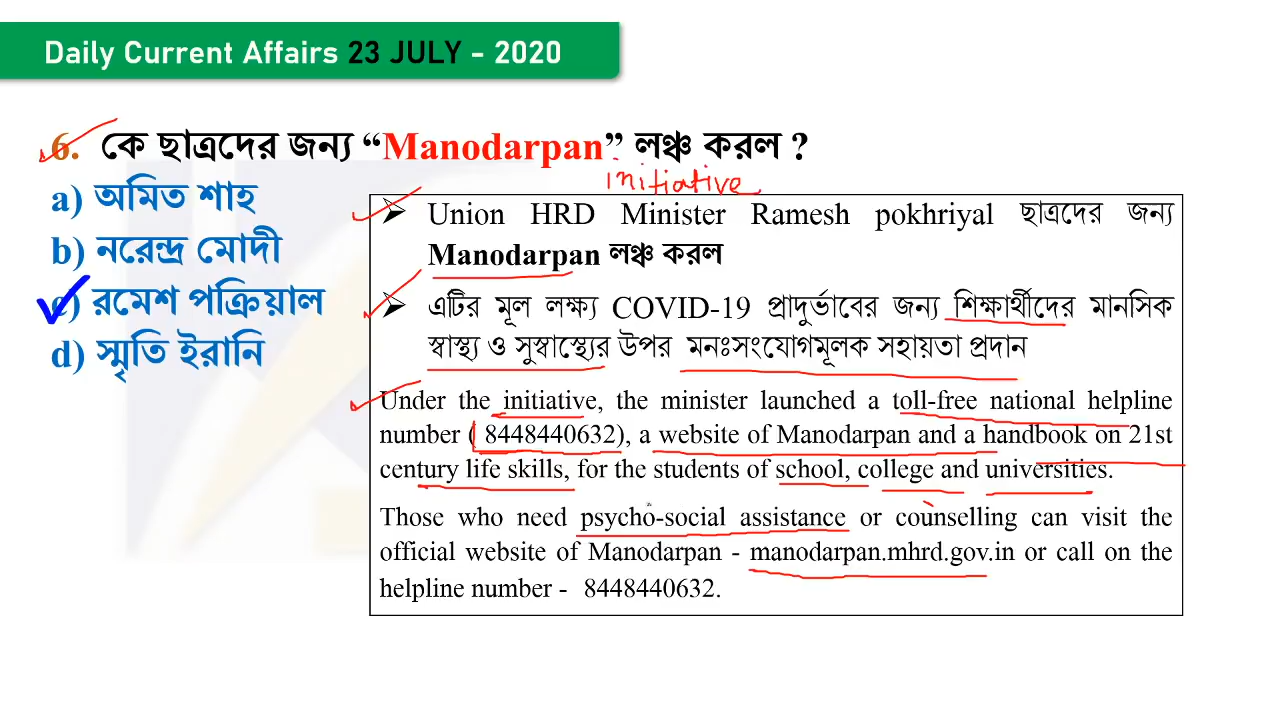 Daily Current Affairs 23 JULY - 2020
6. কে ছাত্রদের জন্য “Manodarpan” লঞ্চ করল ?
initiative
a) অমিত শাহ
b) নরেন্দ্র মোদী
c) রমেশ পক্রিয়াল
d) স্মৃতি ইরানি
➢ Union HRD Minister Ramesh pokhriyal ছাত্রদের জন্য
Manodarpan লঞ্চ করল
➢ এটির মূল লক্ষ্য COVID-19 প্রাদুর্ভাবের জন্য শিক্ষার্থীদের মানসিক
স্বাস্থ্য ও সুস্বাস্থ্যের উপর মনঃসংযোগমূলক সহায়তা প্রদান
Under the initiative, the minister launched a toll-free national helpline
number ( 8448440632), a website of Manodarpan and a handbook on 21st
century life skills, for the students of school, college and universities.
Those who need psycho-social assistance or counselling can visit the
official website of Manodarpan - manodarpan.mhrd.gov.in or call on the
helpline number - 8448440632.